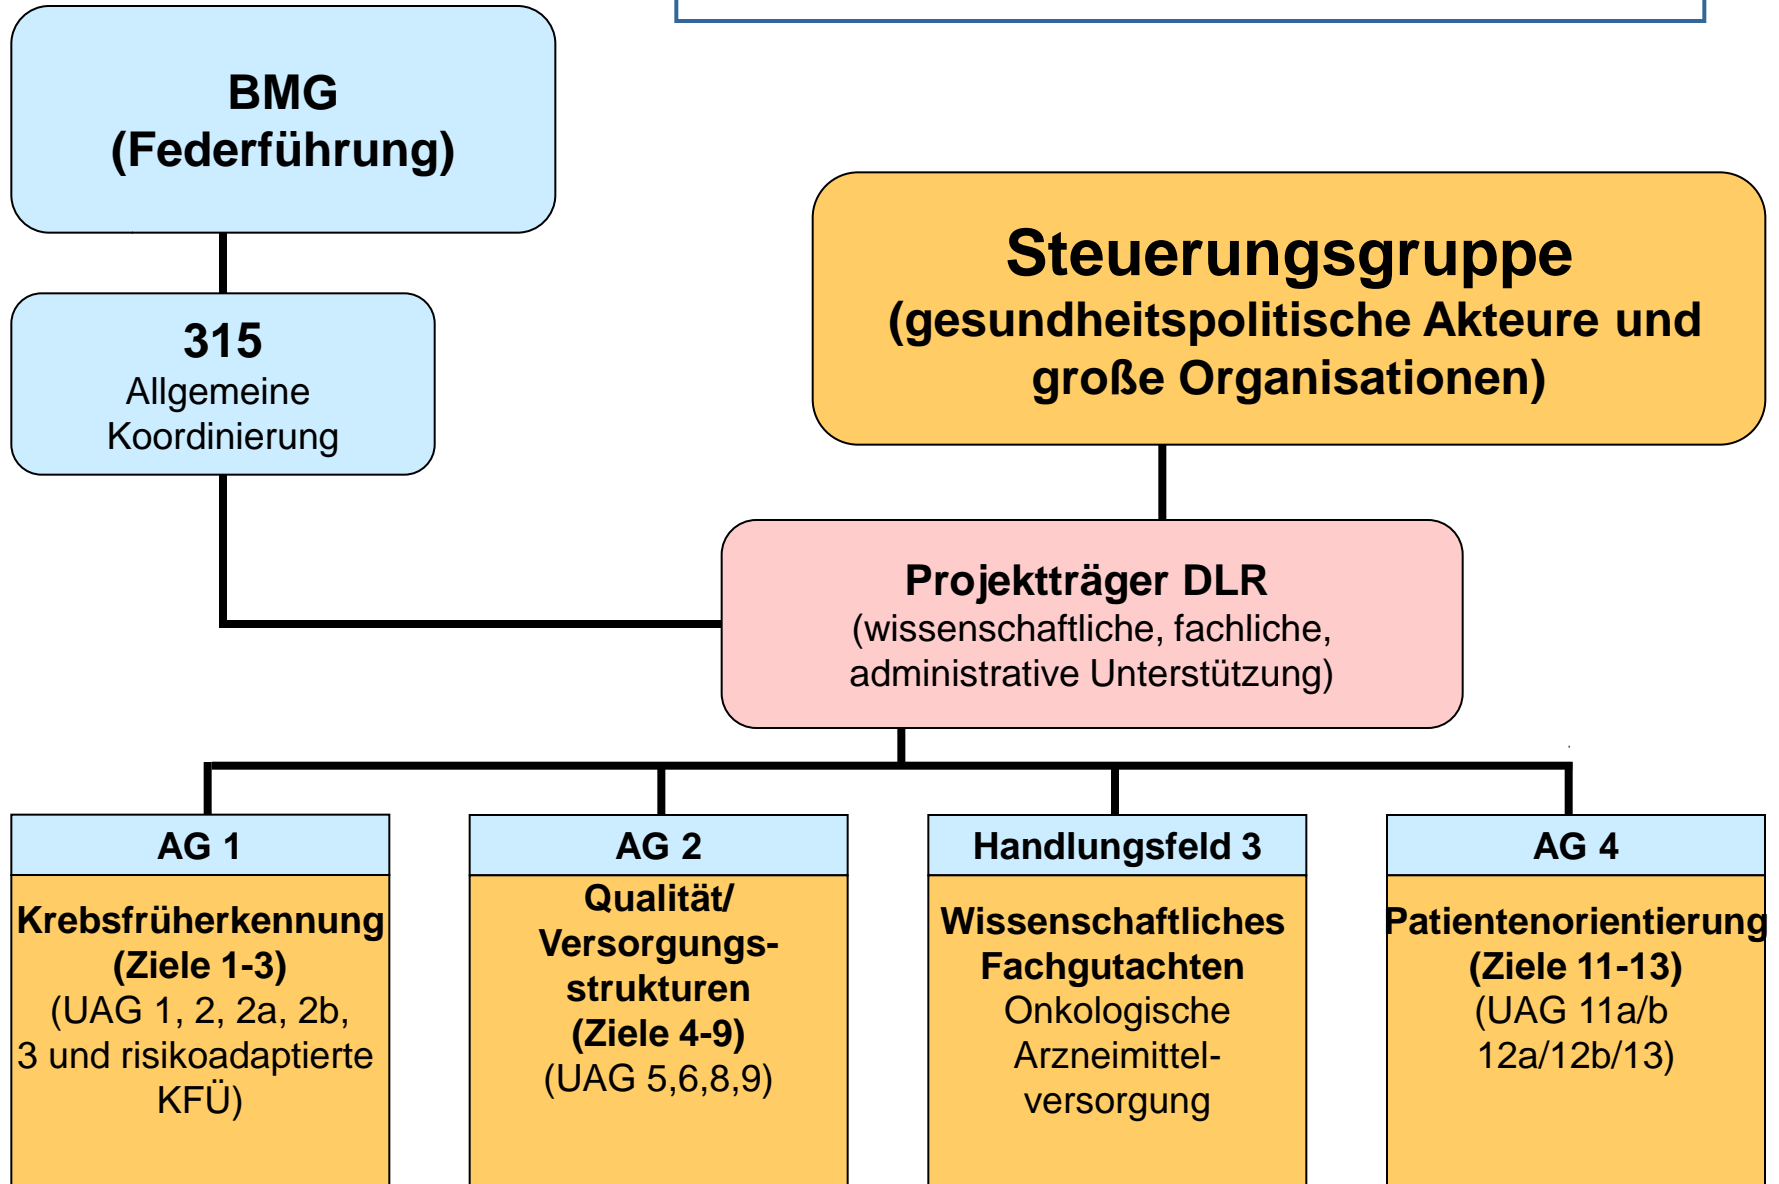 BMG
(Federführung)
315
Allgemeine
Koordinierung
Steuerungsgruppe
(gesundheitspolitische Akteure und
große Organisationen)
Projektträger DLR
(wissenschaftliche, fachliche,
administrative Unterstützung)
AG 1
Krebsfrüherkennung
(Ziele 1-3)
(UAG 1, 2, 2a, 2b,
3 und risikoadaptierte
KFÜ)
AG 2
Qualität/
Versorgungs-
strukturen
(Ziele 4-9)
(UAG 5,6,8,9)
Handlungsfeld 3
Wissenschaftliches
Fachgutachten
Onkologische
Arzneimittel-
versorgung
AG 4
Patientenorientierung
(Ziele 11-13)
(UAG 11a/b
12a/12b/13)